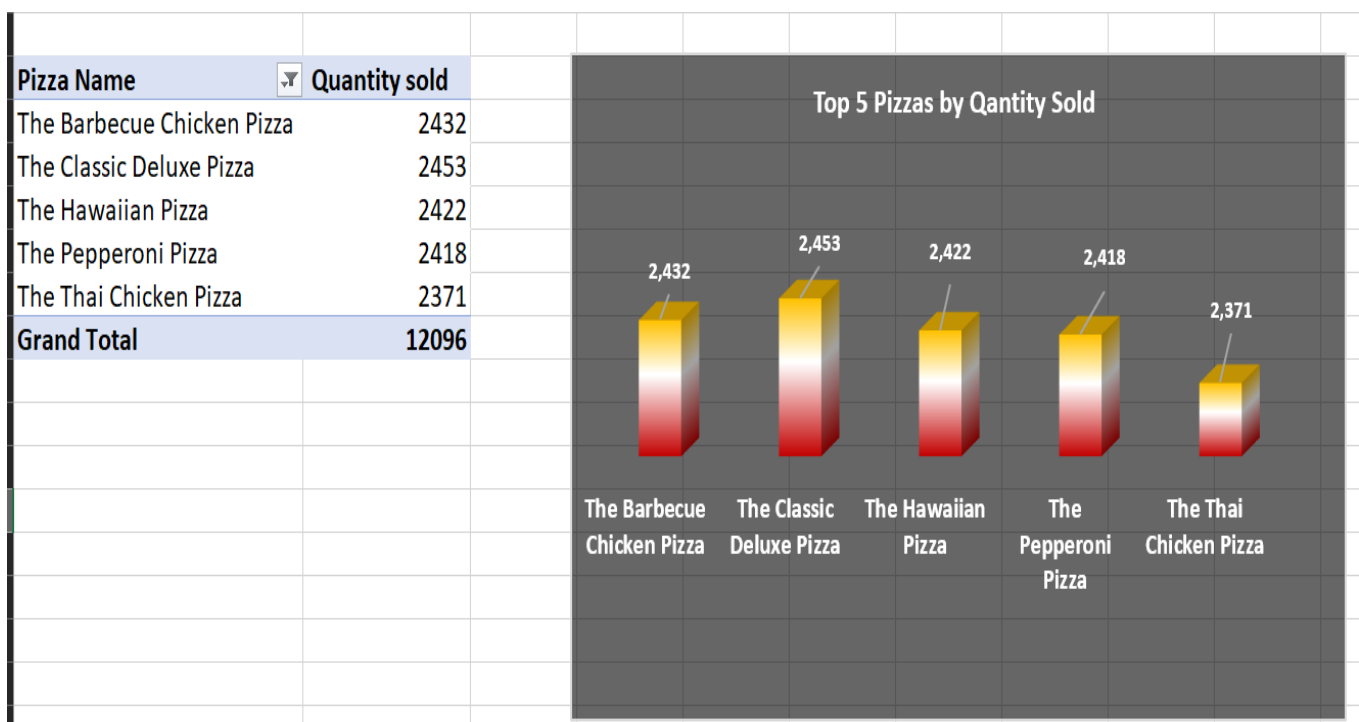 Pizza Name Quantity sold
The Barbecue Chicken Pizza 2432
The Classic Deluxe Pizza 2453
The Hawaiian Pizza 2422
The Pepperoni Pizza 2418
The Thai Chicken Pizza 2371
Grand Total 12096
Top 5 Pizzas by Qantity Sold
2,432 2,453 2,422 2,418 2,371
The Barbecue The Classic The Hawaiian The The Thai
Chicken Pizza Deluxe Pizza Pizza Pepperoni Chicken Pizza
Pizza